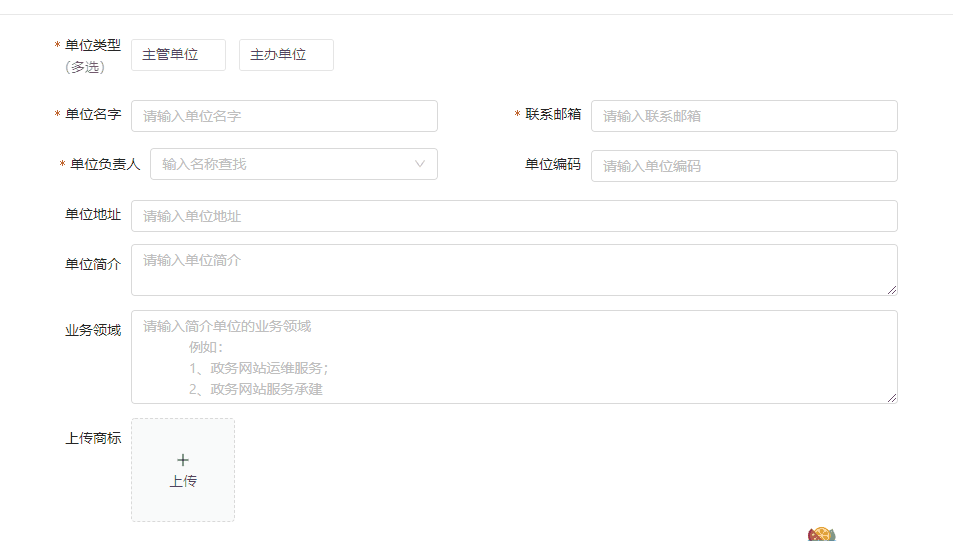 * 单位类型
(多选)
主管单位
主办单位
* 单位名字
请输入单位名字
* 联系邮箱
请输入联系邮箱
* 单位负责人
输入名称查找
单位编码
请输入单位编码
单位地址
请输入单位地址
单位简介
请输入单位简介
业务领域
请输入简介单位的业务领域
例如：
1、政务网站运维服务；
2、政务网站服务承建
上传商标
+
上传